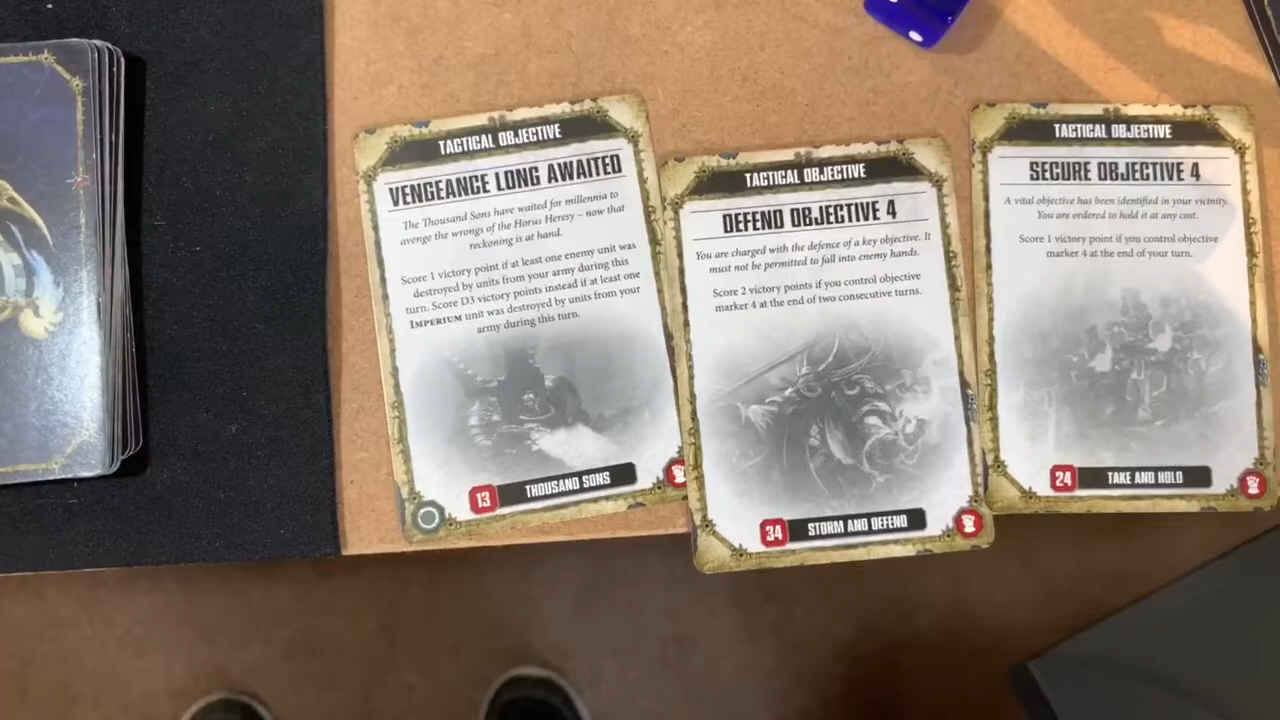 TACTICAL OBJECTIVE
VENGEANCE LONG AWAITED
The Thousand Sons have waited for millennia to
avenge the wrongs of the Horus Heresy – now that
reckoning is at hand.
Score 1 victory point if at least one enemy unit was
destroyed by units from your army during this
turn. Score D3 victory points instead if at least one
IMPERIUM unit was destroyed by units from your
army during this turn.
13
THOUSAND SONS
TACTICAL OBJECTIVE
DEFEND OBJECTIVE 4
You are charged with the defence of a key objective. It
must not be permitted to fall into enemy hands.
Score 2 victory points if you control objective
marker 4 at the end of two consecutive turns.
34
STORM AND DEFEND
TACTICAL OBJECTIVE
SECURE OBJECTIVE 4
A vital objective has been identified in your vicinity.
You are ordered to hold it at any cost.
Score 1 victory point if you control objective
marker 4 at the end of your turn.
24
TAKE AND HOLD